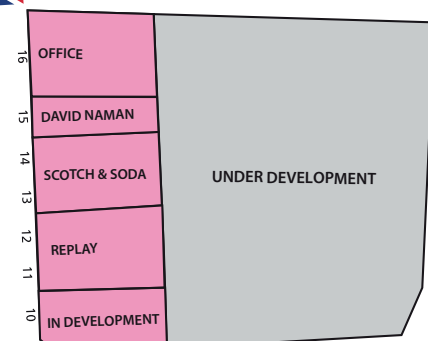 16
OFFICE
15
DAVID NAMAN
14
SCOTCH & SODA
13
UNDER DEVELOPMENT
12
REPLAY
11
10
IN DEVELOPMENT